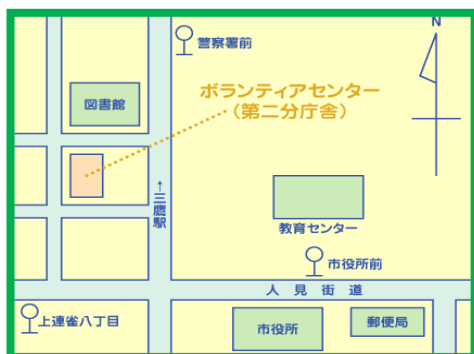 N
警察署前
ボランティアセンター
（第二分庁舎）
図書館
↑三鷹駅
教育センター
市役所前
人見街道
上連雀八丁目
市役所
郵便局